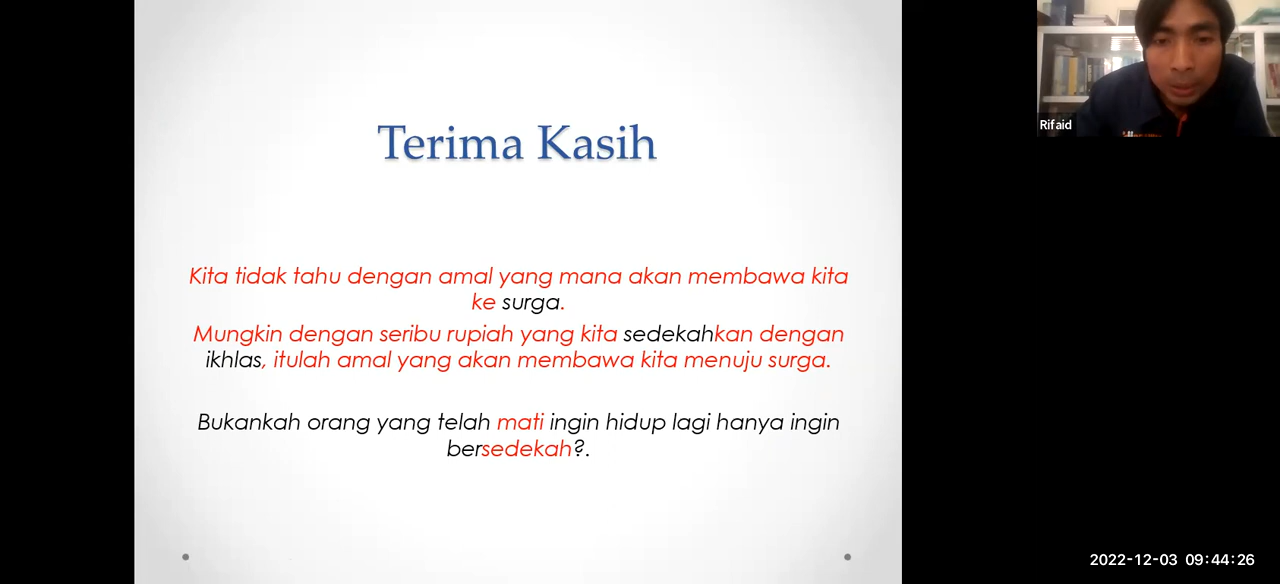 Terima Kasih
Kita tidak tahu dengan amal yang mana akan membawa kita
ke surga.
Mungkin dengan seribu rupiah yang kita sedekahkan dengan
ikhlas, itulah amal yang akan membawa kita menuju surga.
Bukankah orang yang telah mati ingin hidup lagi hanya ingin
bersedekah?.
Rifaid
2022-12-03 09:44:26